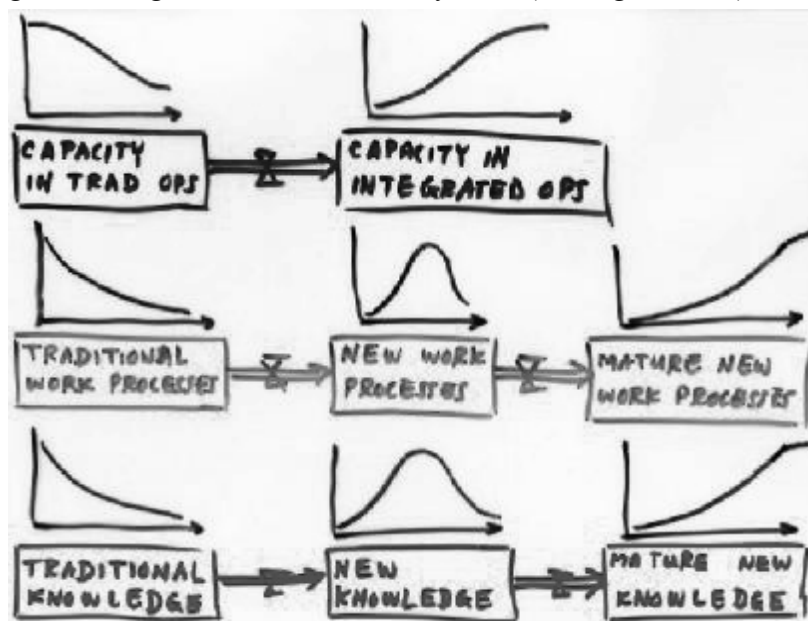 CAPACITY
IN TRAD OPS
CAPACITY IN
INTEGRATED OPS
TRADITIONAL
WORK PROCESSES
NEW WORK
PROCESSES
MATURE NEW
WORK PROCESSES
TRADITIONAL
KNOWLEDGE
NEW
KNOWLEDGE
MATURE NEW
KNOWLEDGE